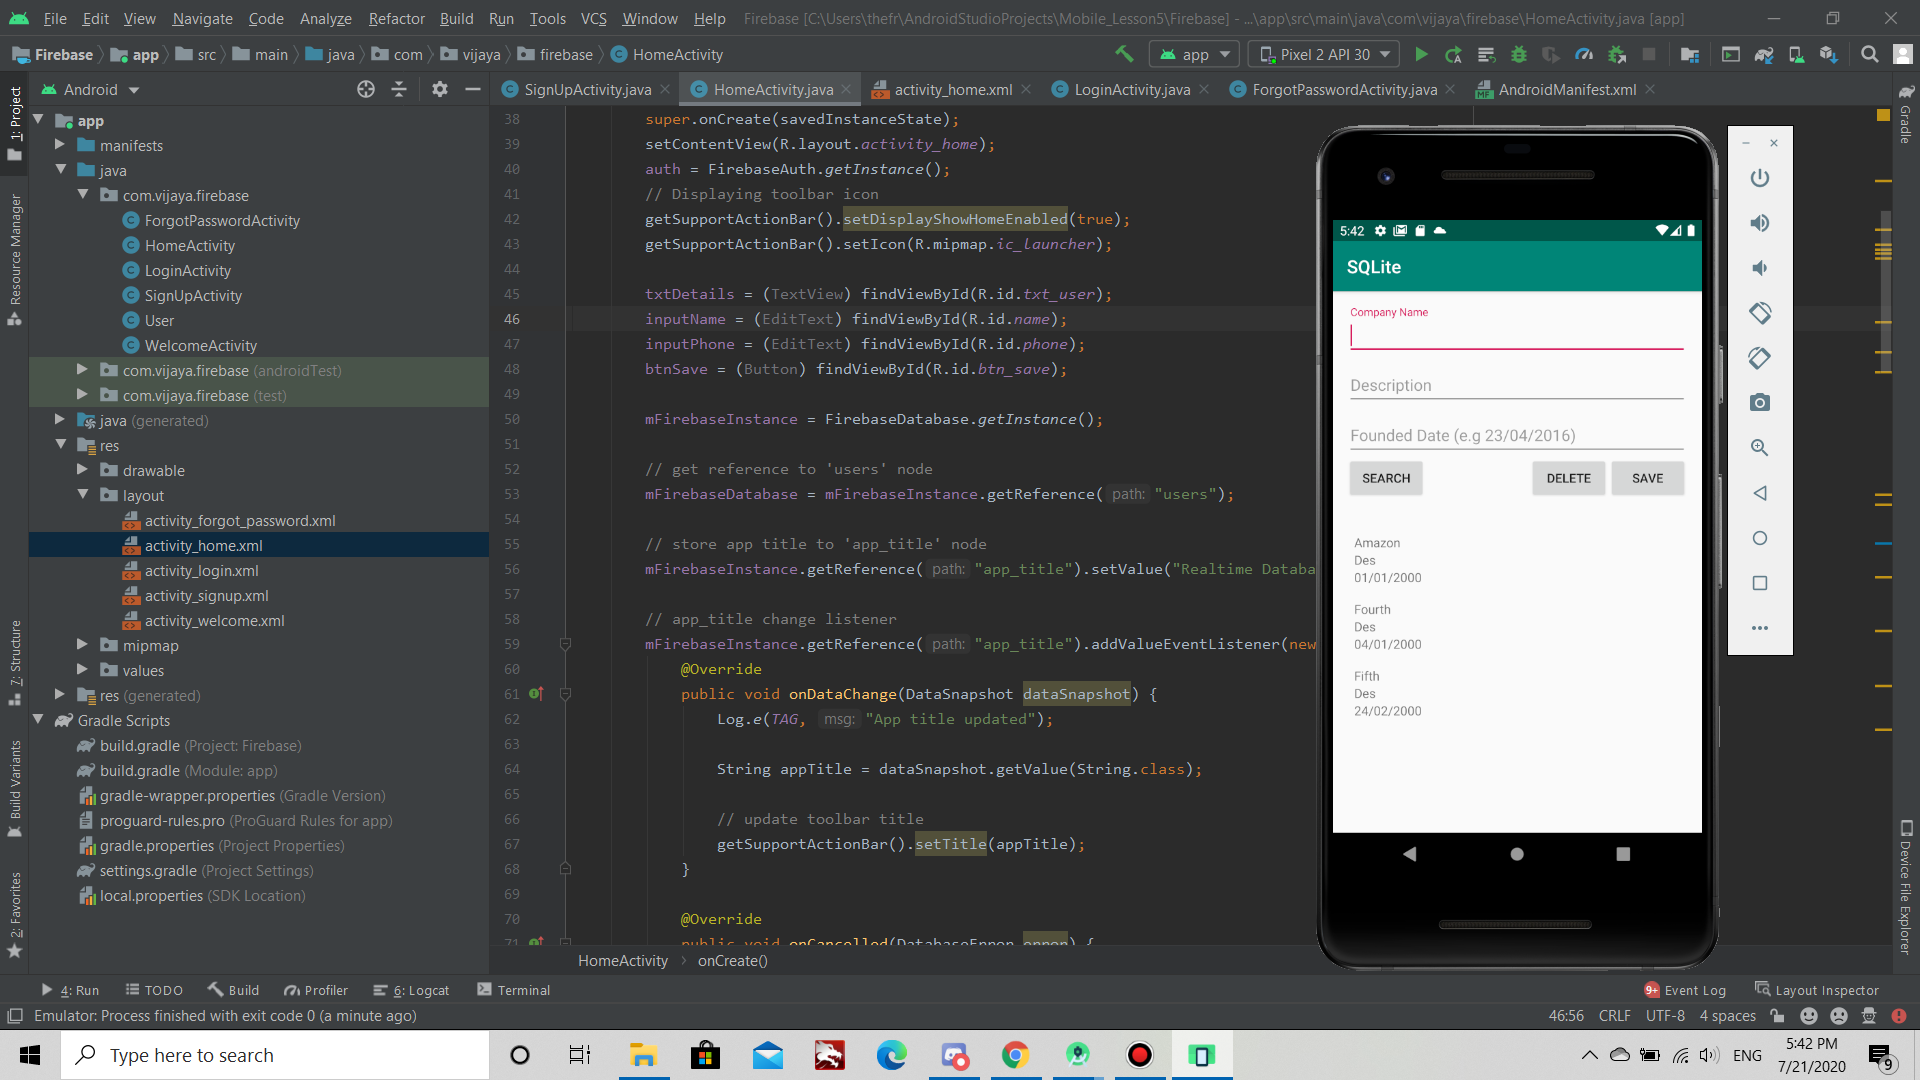 File Edit View Navigate Code Analyze Refactor Build Run Tools VCS Window Help Firebase [C:\Users\thefr\AndroidStudioProjects\Mobile_Lesson5\Firebase] - ...\app\src\main\java\com\vijaya\firebase\HomeActivity.java [app]
Firebase app src main java com vijaya firebase HomeActivity app Pixel 2 API 30
Android
SignUpActivity.java HomeActivity.java activity_home.xml LoginActivity.java ForgotPasswordActivity.java AndroidManifest.xml
1: Project
Resource Manager
7: Structure
Build Variants
2: Favorites
app
manifests
java
com.vijaya.firebase
ForgotPasswordActivity
HomeActivity
LoginActivity
SignUpActivity
User
WelcomeActivity
com.vijaya.firebase (androidTest)
com.vijaya.firebase (test)
java (generated)
res
drawable
layout
activity_forgot_password.xml
activity_home.xml
activity_login.xml
activity_signup.xml
activity_welcome.xml
mipmap
values
res (generated)
Gradle Scripts
build.gradle (Project: Firebase)
build.gradle (Module: app)
gradle-wrapper.properties (Gradle Version)
proguard-rules.pro (ProGuard Rules for app)
gradle.properties (Project Properties)
settings.gradle (Project Settings)
local.properties (SDK Location)
38 super.onCreate(savedInstanceState);
39 setContentView(R.layout.activity_home);
40 auth = FirebaseAuth.getInstance();
41 // Displaying toolbar icon
42 getSupportActionBar().setDisplayShowHomeEnabled(true);
43 getSupportActionBar().setIcon(R.mipmap.ic_launcher);
44
45 txtDetails = (TextView) findViewById(R.id.txt_user);
46 inputName = (EditText) findViewById(R.id.name);
47 inputPhone = (EditText) findViewById(R.id.phone);
48 btnSave = (Button) findViewById(R.id.btn_save);
49
50 mFirebaseInstance = FirebaseDatabase.getInstance();
51
52 // get reference to 'users' node
53 mFirebaseDatabase = mFirebaseInstance.getReference( path: "users");
54
55 // store app title to 'app_title' node
56 mFirebaseInstance.getReference( path: "app_title").setValue("Realtime Databa
57
58 // app_title change listener
59 mFirebaseInstance.getReference( path: "app_title").addValueEventListener(new
60 @Override
61 public void onDataChange(DataSnapshot dataSnapshot) {
62 Log.e(TAG, msg: "App title updated");
63
64 String appTitle = dataSnapshot.getValue(String.class);
65
66 // update toolbar title
67 getSupportActionBar().setTitle(appTitle);
68 }
69
70 @Override
71 public void onCancelled(DatabaseError error) {
HomeActivity onCreate()
5:42
SQLite
Company Name
Description
Founded Date (e.g 23/04/2016)
SEARCH DELETE SAVE
Amazon
Des
01/01/2000
Fourth
Des
04/01/2000
Fifth
Des
24/02/2000
Gradle
Device File Explorer
4: Run TODO Build Profiler 6: Logcat Terminal 9+ Event Log Layout Inspector
Emulator: Process finished with exit code 0 (a minute ago) 46:56 CRLF UTF-8 4 spaces
Type here to search ENG 5:42 PM
7/21/2020 9